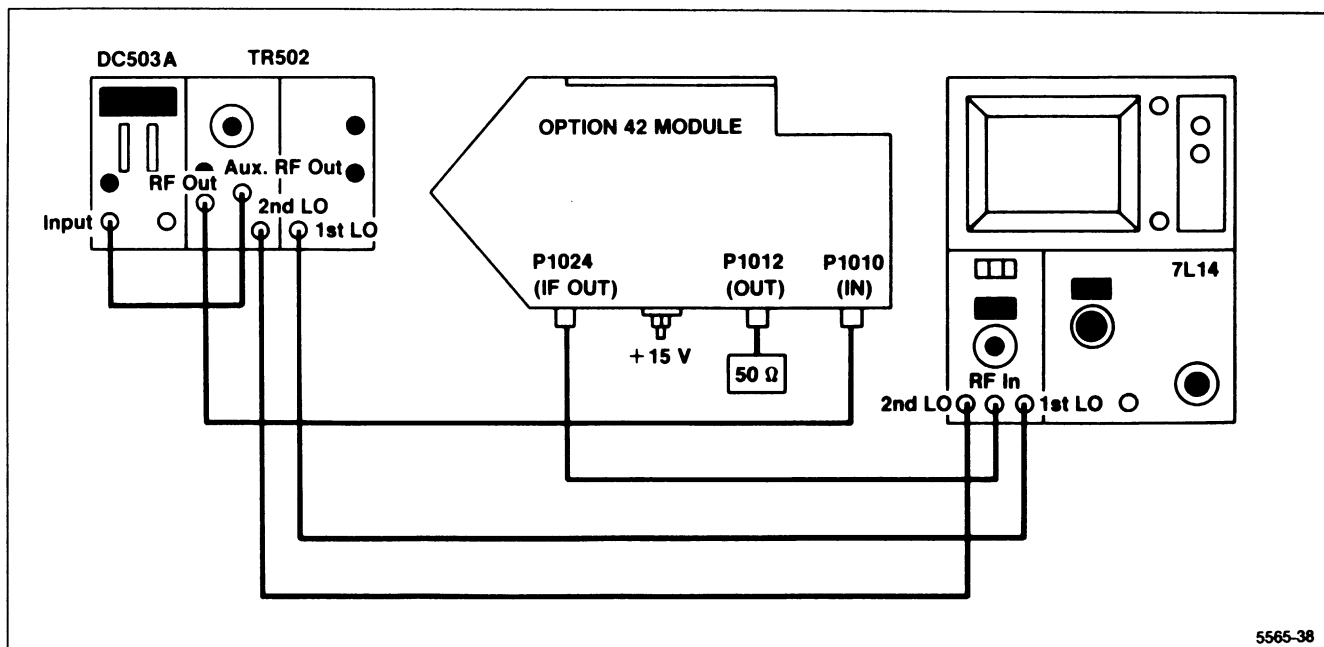 DC503A
TR502
RF Out
Aux. RF Out
Input
2nd LO
1st LO
OPTION 42 MODULE
P1024
(IF OUT)
+15 V
P1012
(OUT)
50 Ω
P1010
(IN)
7L14
RF In
2nd LO
1st LO
5565-38